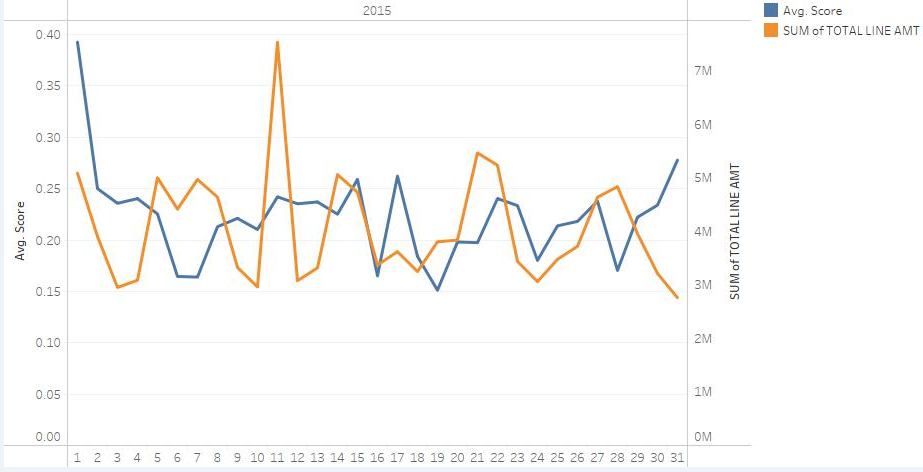 2015
Avg. Score
SUM of TOTAL LINE AMT
0.40
0.35
0.30
0.25
0.20
0.15
0.10
0.05
0.00
Avg. Score
7M
6M
5M
4M
3M
2M
1M
0M
SUM of TOTAL LINE AMT
1 2 3 4 5 6 7 8 9 10 11 12 13 14 15 16 17 18 19 20 21 22 23 24 25 26 27 28 29 30 31